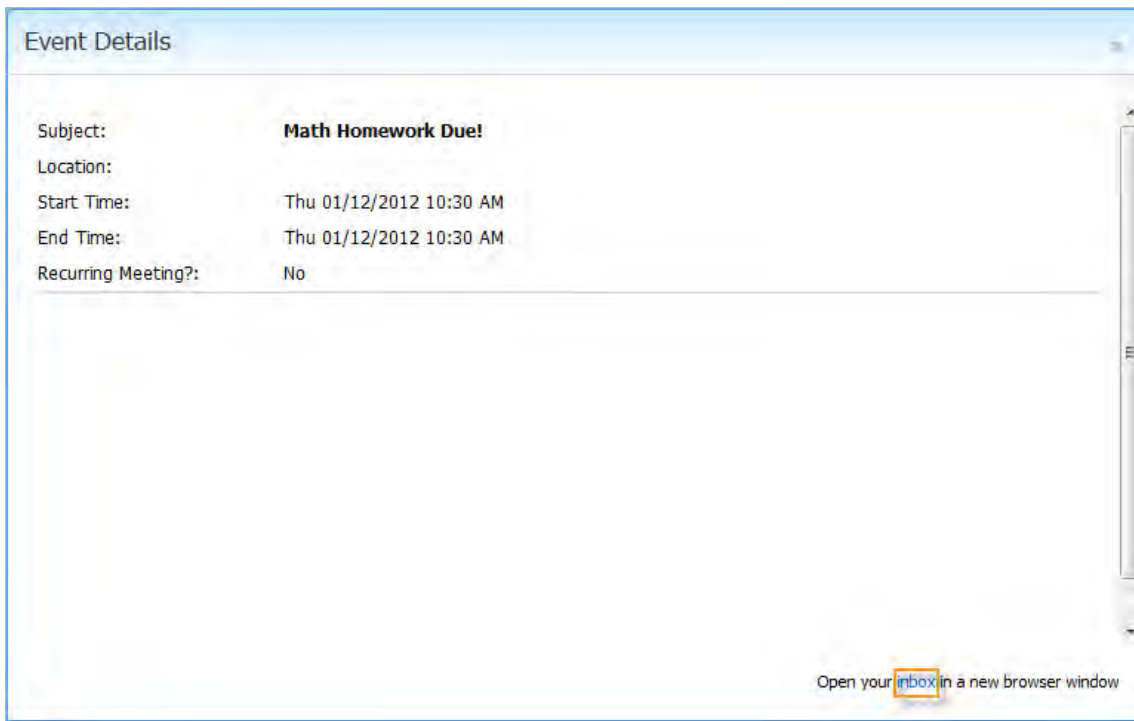 Event Details
Subject: Math Homework Due!
Location:
Start Time: Thu 01/12/2012 10:30 AM
End Time: Thu 01/12/2012 10:30 AM
Recurring Meeting?: No
Open your inbox in a new browser window